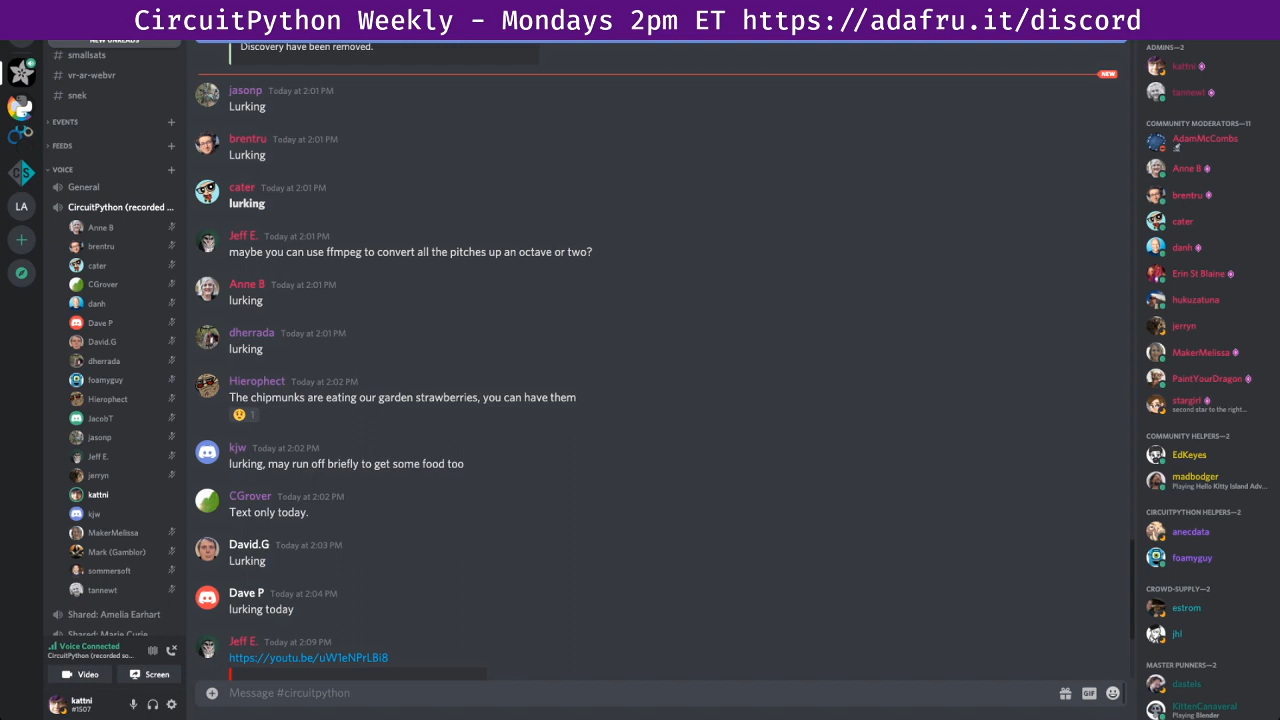 CircuitPython Weekly - Mondays 2pm ET https://adafru.it/discord
NEW UNREADS
smallsats
vr-ar-webvr
snek
EVENTS
FEEDS
VOICE
General
CircuitPython (recorded ...
Anne B
brentru
cater
CGrover
danh
Dave P
David.G
dherrada
foamyguy
Hierophect
JacobT
jasonp
Jeff E.
jerryn
kattni
kjw
MakerMelissa
Mark (Gamblor)
sommersoft
tannewt
Shared: Amelia Earhart
Shared: Marie Curie
Voice Connected
CircuitPython (recorded so...
Video
Screen
kattni
#1507
LA
Discovery have been removed.
NEW
jasonp Today at 2:01 PM
Lurking
brentru Today at 2:01 PM
Lurking
cater Today at 2:01 PM
lurking
Jeff E. Today at 2:01 PM
maybe you can use ffmpeg to convert all the pitches up an octave or two?
Anne B Today at 2:01 PM
lurking
dherrada Today at 2:01 PM
lurking
Hierophect Today at 2:02 PM
The chipmunks are eating our garden strawberries, you can have them
1
kjw Today at 2:02 PM
lurking, may run off briefly to get some food too
CGrover Today at 2:02 PM
Text only today.
David.G Today at 2:03 PM
Lurking
Dave P Today at 2:04 PM
lurking today
Jeff E. Today at 2:09 PM
https://youtu.be/uW1eNPrLBi8
Message #circuitpython
GIF
ADMINS—2
kattni
tannewt
COMMUNITY MODERATORS—11
AdamMcCombs
Anne B
brentru
cater
danh
Erin St Blaine
hukuzatuna
jerryn
MakerMelissa
PaintYourDragon
stargirl
second star to the right...
COMMUNITY HELPERS—2
EdKeyes
madbodger
Playing Hello Kitty Island Adv...
CIRCUITPYTHON HELPERS—2
anecdata
foamyguy
CROWD-SUPPLY—2
estrom
jhl
MASTER PUNNERS—2
dastels
KittenCanaveral
Playing Blender